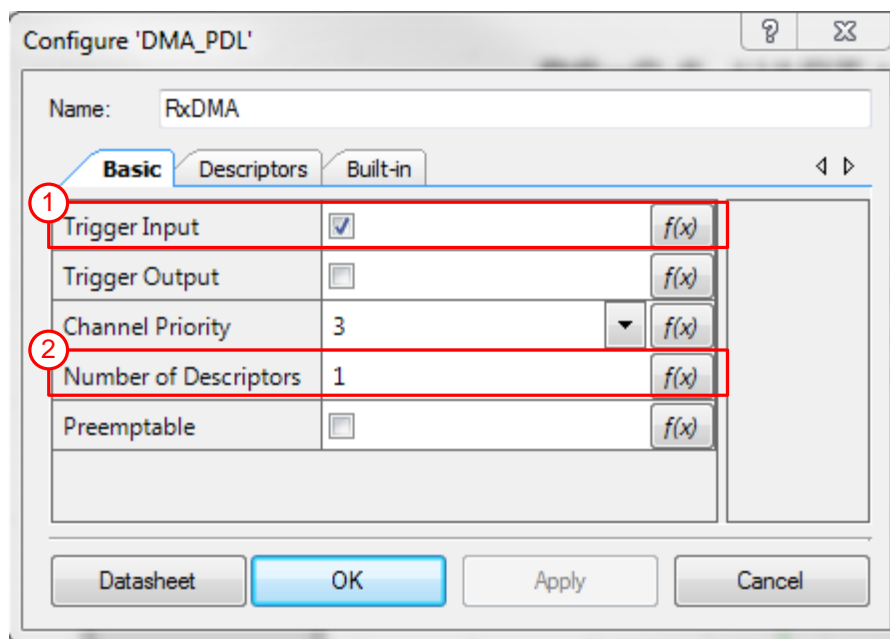 Configure 'DMA_PDL'
Name: RxDMA
Basic Descriptors Built-in
1
Trigger Input f(x)
Trigger Output f(x)
Channel Priority 3 f(x)
2
Number of Descriptors 1 f(x)
Preemptable f(x)
Datasheet OK Apply Cancel